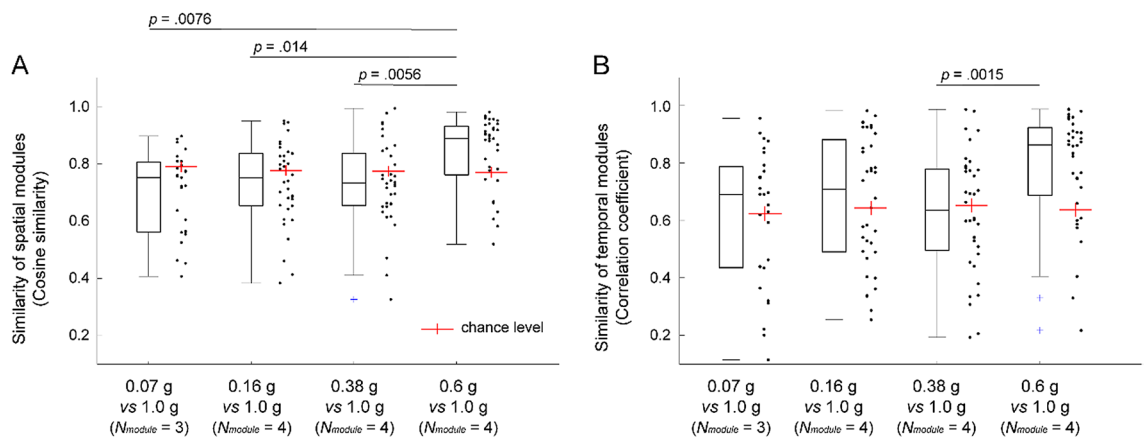 p = .0076
p = .014
p = .0056
A
Similarity of spatial modules
(Cosine similarity)
1.0
0.8
0.6
0.4
0.2
chance level
0.07 g
vs 1.0 g
(Nmodule = 3)
0.16 g
vs 1.0 g
(Nmodule = 4)
0.38 g
vs 1.0 g
(Nmodule = 4)
0.6 g
vs 1.0 g
(Nmodule = 4)
B
p = .0015
Similarity of temporal modules
(Correlation coefficient)
1.0
0.8
0.6
0.4
0.2
0.07 g
vs 1.0 g
(Nmodule = 3)
0.16 g
vs 1.0 g
(Nmodule = 4)
0.38 g
vs 1.0 g
(Nmodule = 4)
0.6 g
vs 1.0 g
(Nmodule = 4)